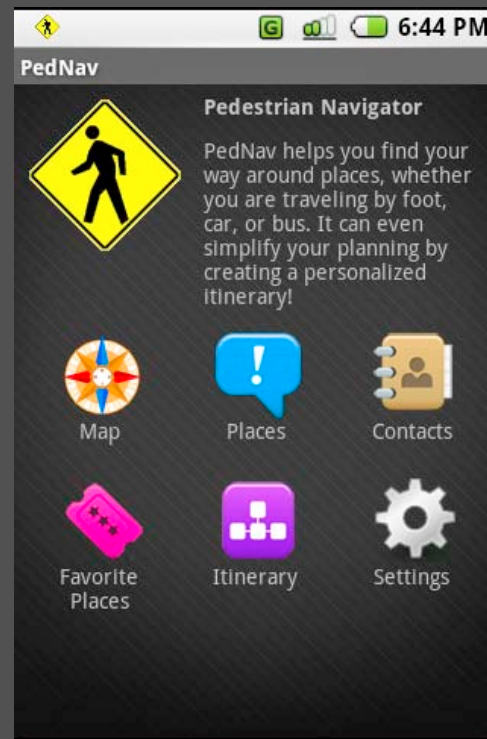 G 6:44 PM
PedNav
Pedestrian Navigator
PedNav helps you find your
way around places, whether
you are traveling by foot,
car, or bus. It can even
simplify your planning by
creating a personalized
itinerary!
!
Map Places Contacts
Favorite Places Itinerary Settings